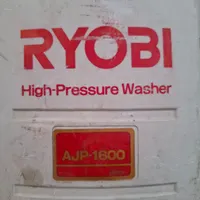 RYOBI
High-Pressure Washer
AJP-1600